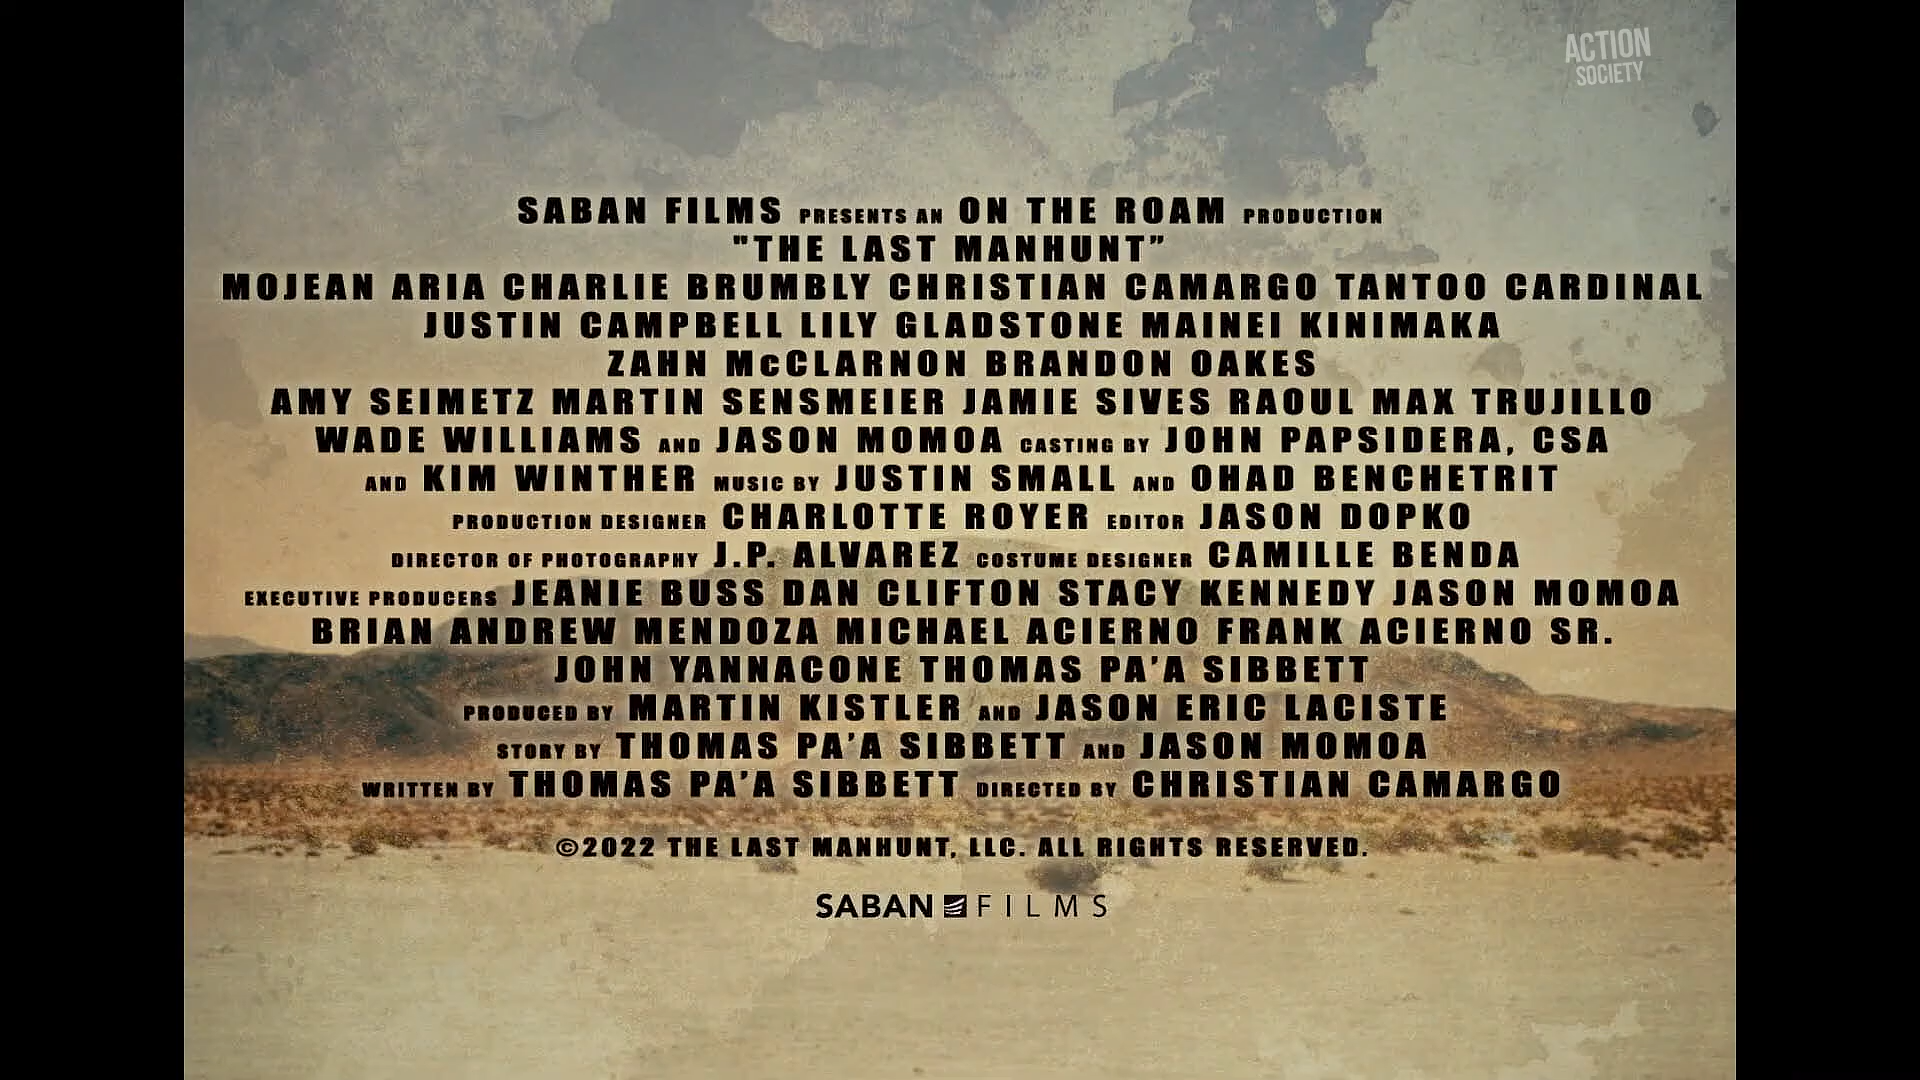 ACTION
SOCIETY
SABAN FILMS PRESENTS AN ON THE ROAM PRODUCTION
"THE LAST MANHUNT”
MOJEAN ARIA CHARLIE BRUMBLY CHRISTIAN CAMARGO TANTOO CARDINAL
JUSTIN CAMPBELL LILY GLADSTONE MAINEI KINIMAKA
ZAHN McCLARNON BRANDON OAKES
AMY SEIMETZ MARTIN SENSMEIER JAMIE SIVES RAOUL MAX TRUJILLO
WADE WILLIAMS AND JASON MOMOA CASTING BY JOHN PAPSIDERA, CSA
AND KIM WINTHER MUSIC BY JUSTIN SMALL AND OHAD BENCHETRIT
PRODUCTION DESIGNER CHARLOTTE ROYER EDITOR JASON DOPKO
DIRECTOR OF PHOTOGRAPHY J.P. ALVAREZ COSTUME DESIGNER CAMILLE BENDA
EXECUTIVE PRODUCERS JEANIE BUSS DAN CLIFTON STACY KENNEDY JASON MOMOA
BRIAN ANDREW MENDOZA MICHAEL ACIERNO FRANK ACIERNO SR.
JOHN YANNACONE THOMAS PA’A SIBBETT
PRODUCED BY MARTIN KISTLER AND JASON ERIC LACISTE
STORY BY THOMAS PA’A SIBBETT AND JASON MOMOA
WRITTEN BY THOMAS PA’A SIBBETT DIRECTED BY CHRISTIAN CAMARGO
©2022 THE LAST MANHUNT, LLC. ALL RIGHTS RESERVED.
SABAN FILMS